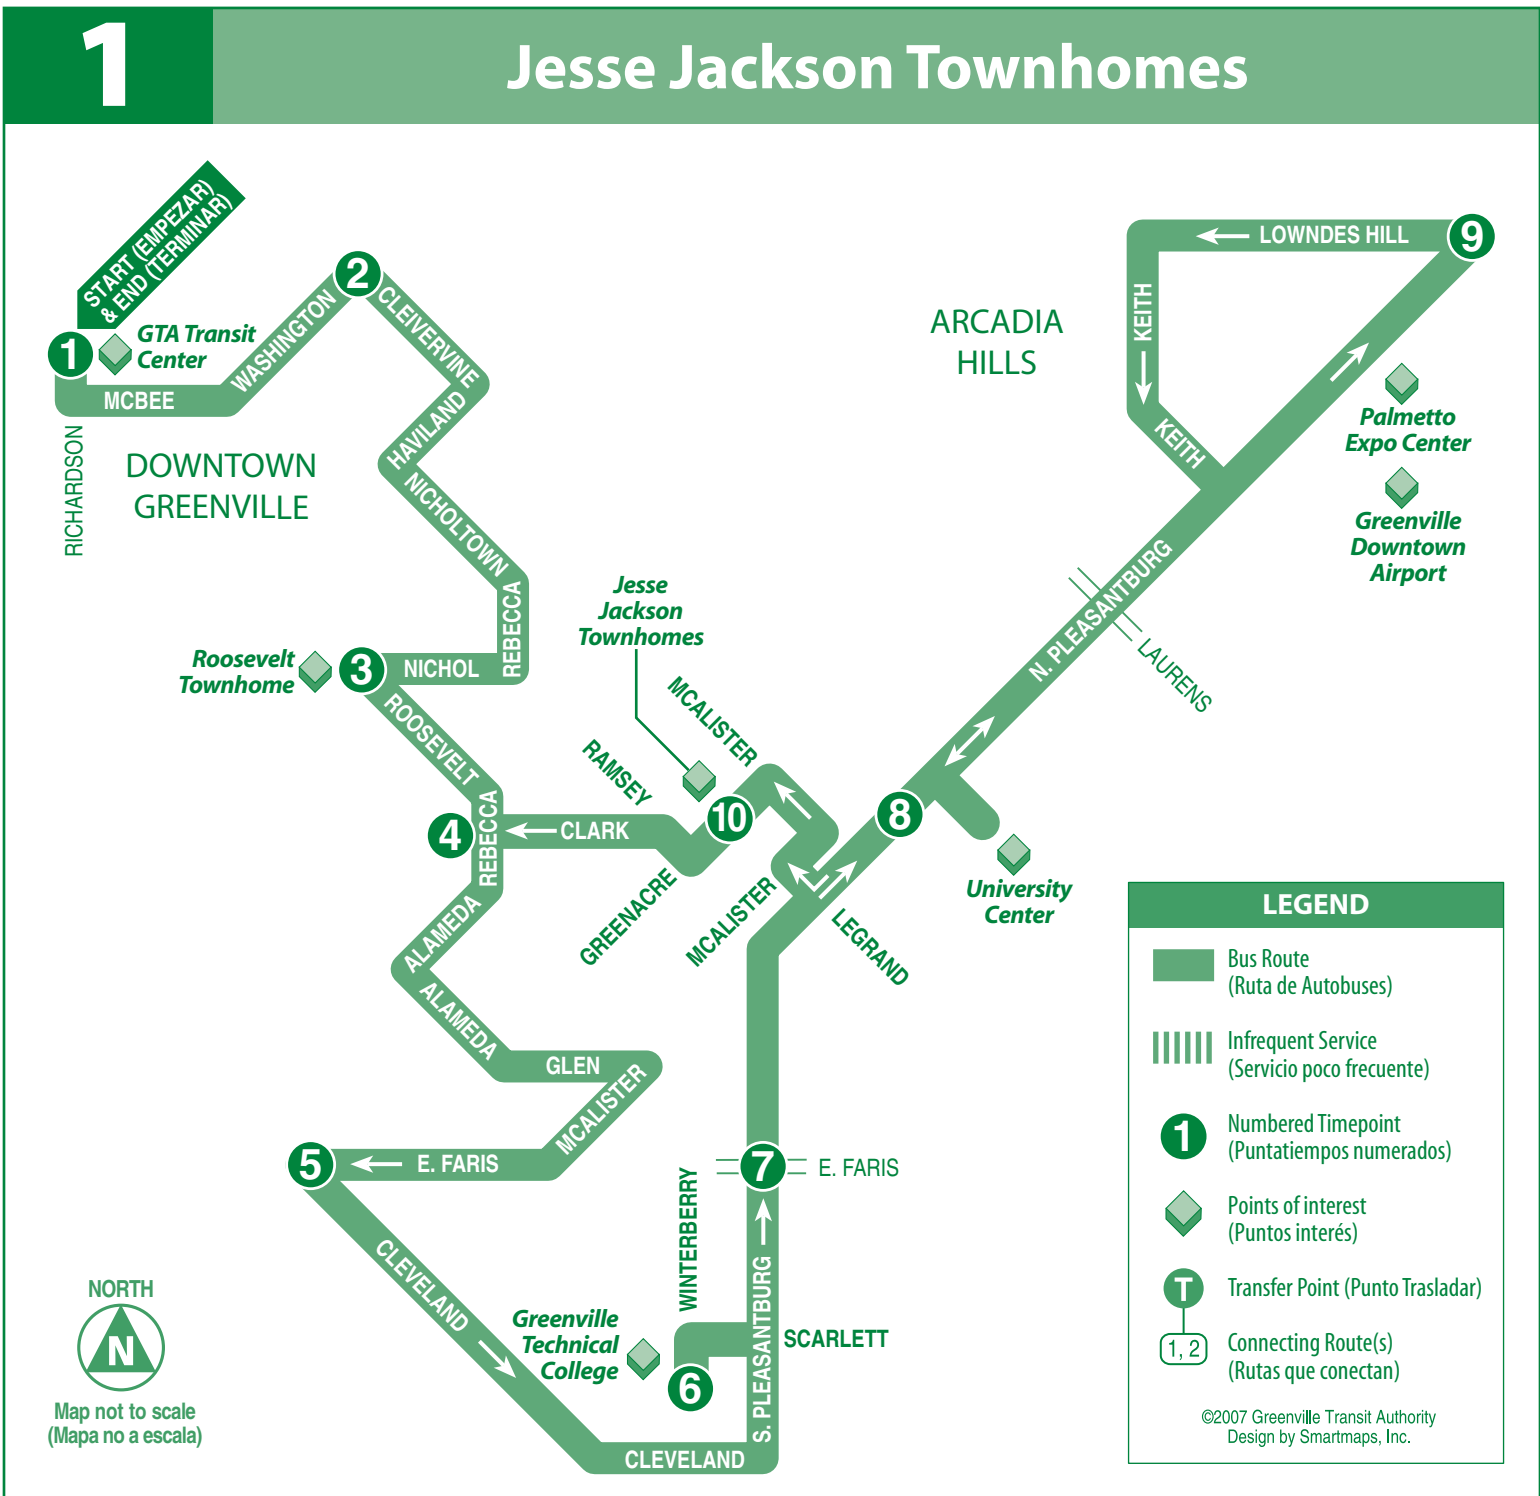 1
Jesse Jackson Townhomes
START (EMPEZAR)
& END (TERMINAR)
1
GTA Transit
Center
MCBEE
RICHARDSON
WASHINGTON
2
CLEIVERVINE
HAVILAND
DOWNTOWN
GREENVILLE
NICHOLTOWN
REBECCA
NICHOL
3
Roosevelt
Townhome
ROOSEVELT
REBECCA
4
CLARK
RAMSEY
GREENACRE
Jesse
Jackson
Townhomes
MCALISTER
10
MCALISTER
LEGRAND
8
University
Center
N. PLEASANTBURG
LAURENS
ARCADIA
HILLS
KEITH
KEITH
LOWNDES HILL
9
Palmetto
Expo Center
Greenville
Downtown
Airport
ALAMEDA
ALAMEDA
GLEN
MCALISTER
E. FARIS
5
CLEVELAND
CLEVELAND
7
E. FARIS
WINTERBERRY
S. PLEASANTBURG
SCARLETT
Greenville
Technical
College
6
NORTH
N
Map not to scale
(Mapa no a escala)
LEGEND
Bus Route
(Ruta de Autobuses)
Infrequent Service
(Servicio poco frecuente)
1
Numbered Timepoint
(Puntatiempos numerados)
Points of interest
(Puntos interés)
T
Transfer Point (Punto Trasladar)
1, 2
Connecting Route(s)
(Rutas que conectan)
©2007 Greenville Transit Authority
Design by Smartmaps, Inc.